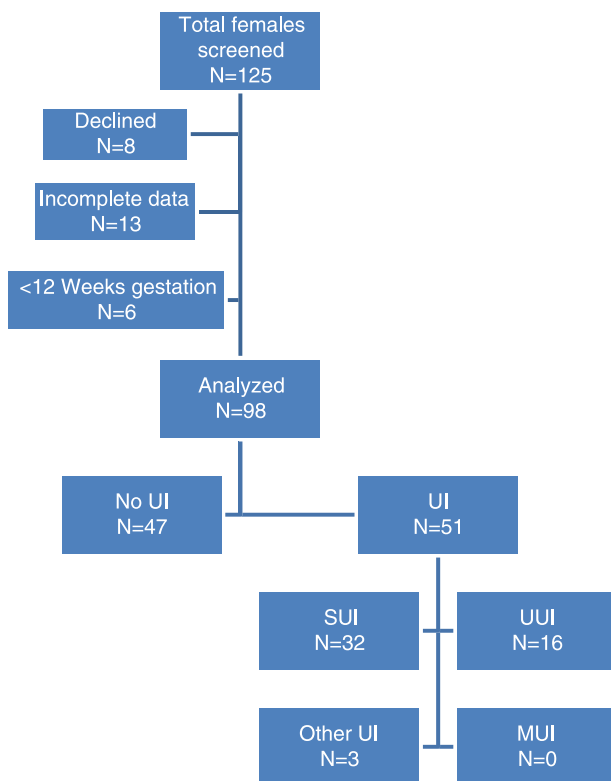 Total females
screened
N=125
Declined
N=8
Incomplete data
N=13
<12 Weeks gestation
N=6
Analyzed
N=98
No UI
N=47
UI
N=51
SUI
N=32
UUI
N=16
Other UI
N=3
MUI
N=0